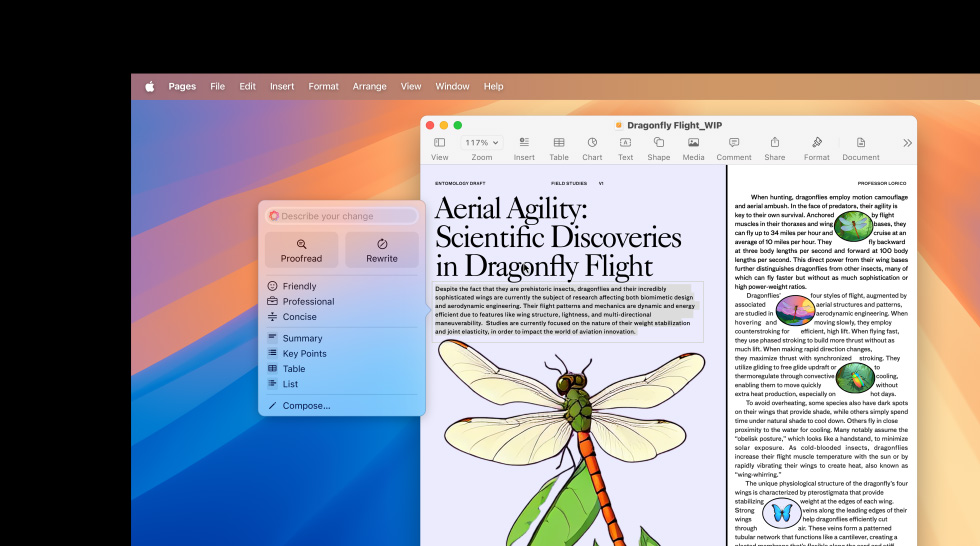 Pages File Edit Insert Format Arrange View Window Help
Dragonfly Flight_WIP
117%
View Zoom Insert Table Chart Text Shape Media Comment Share Format Document
Describe your change
Proofread Rewrite
Friendly
Professional
Concise
Summary
Key Points
Table
List
Compose...
ENTOMOLOGY DRAFT FIELD STUDIES V1
Aerial Agility:
Scientific Discoveries
in Dragonfly Flight
Despite the fact that they are prehistoric insects, dragonflies and their incredibly
sophisticated wings are currently the subject of research affecting both biomimetic design
and aerodynamic engineering. Their flight patterns and mechanics are dynamic and energy
efficient due to features like wing structure, lightness, and multi-directional
maneuverability. Studies are currently focused on the nature of their weight stabilization
and joint elasticity, in order to impact the world of aviation innovation.
PROFESSOR LORICO
When hunting, dragonflies employ motion camouflage
and aerial ambush. In the face of predators, their agility is
key to their own survival. Anchored by flight
muscles in their thoraxes and wing bases, they
can fly up to 34 miles per hour and cruise at an
average of 10 miles per hour. They fly backward
at three body lengths per second and forward at 100 body
lengths per second. This direct power from their wing bases
further distinguishes dragonflies from other insects, many of
which can fly faster but without as much sophistication or
high power-weight ratios.
Dragonflies' four styles of flight, augmented by
associated aerial structures and patterns,
are studied in aerodynamic engineering. When
hovering and moving slowly, they employ
counterstroking for efficient, high lift. When flying fast,
they use phased stroking to build more thrust without as
much lift. When making rapid direction changes,
they maximize thrust with synchronized stroking. They
utilize gliding to free glide updraft or to
thermoregulate through convective cooling,
enabling them to move quickly without
extra heat production, especially on hot days.
To avoid overheating, some species also have dark spots
on their wings that provide shade, while others simply spend
time under natural shade to cool down. Others fly in close
proximity to the water for cooling. Many notably assume the
“obelisk posture,” which looks like a handstand, to minimize
solar exposure. As cold-blooded insects, dragonflies
increase their flight muscle temperature with the sun or by
rapidly vibrating their wings to create heat, also known as
“wing-whirring.”
The unique physiological structure of the dragonfly's four
wings is characterized by pterostigmata that provide
stabilizing weight at the edges of each wing.
Strong veins along the leading edges of their
wings help dragonflies efficiently cut
through air. These veins form a patterned
tubular network that functions like a cantilever, creating a